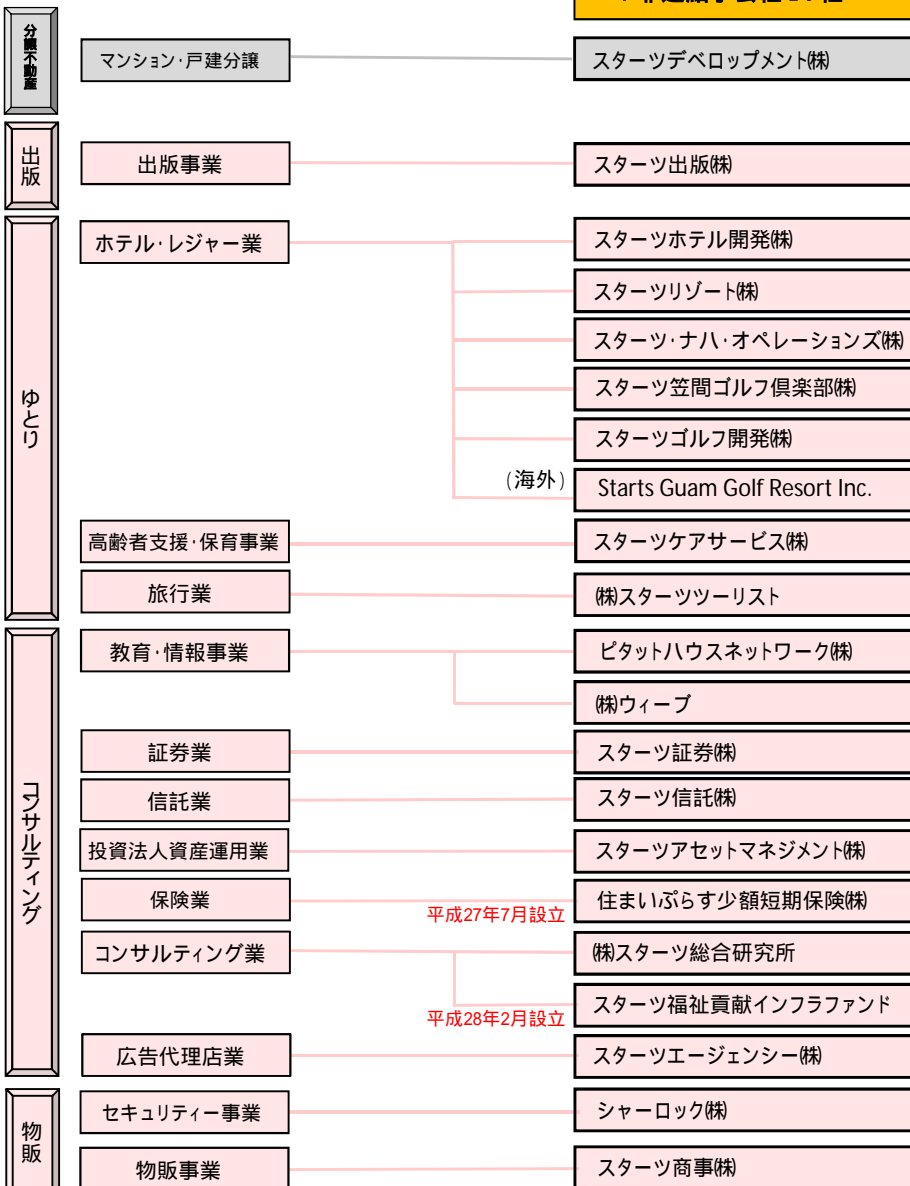 分譲不動産
マンション・戸建分譲
スターツデベロップメント㈱
出版
出版事業
スターツ出版㈱
ゆとり
ホテル・レジャー業
スターツホテル開発㈱
スターツリゾート㈱
スターツ・ナハ・オペレーションズ㈱
スターツ笠間ゴルフ倶楽部㈱
スターツゴルフ開発㈱
(海外)
Starts Guam Golf Resort Inc.
高齢者支援・保育事業
スターツケアサービス㈱
旅行業
㈱スターツツーリスト
コンサルティング
教育・情報事業
ピタットハウスネットワーク㈱
㈱ウィーブ
証券業
スターツ証券㈱
信託業
スターツ信託㈱
投資法人資産運用業
スターツアセットマネジメント㈱
保険業
平成27年7月設立
住まいぷらす少額短期保険㈱
コンサルティング業
㈱スターツ総合研究所
平成28年2月設立
スターツ福祉貢献インフラファンド
広告代理店業
スターツエージェンシー㈱
物販
セキュリティー事業
シャーロック㈱
物販事業
スターツ商事㈱